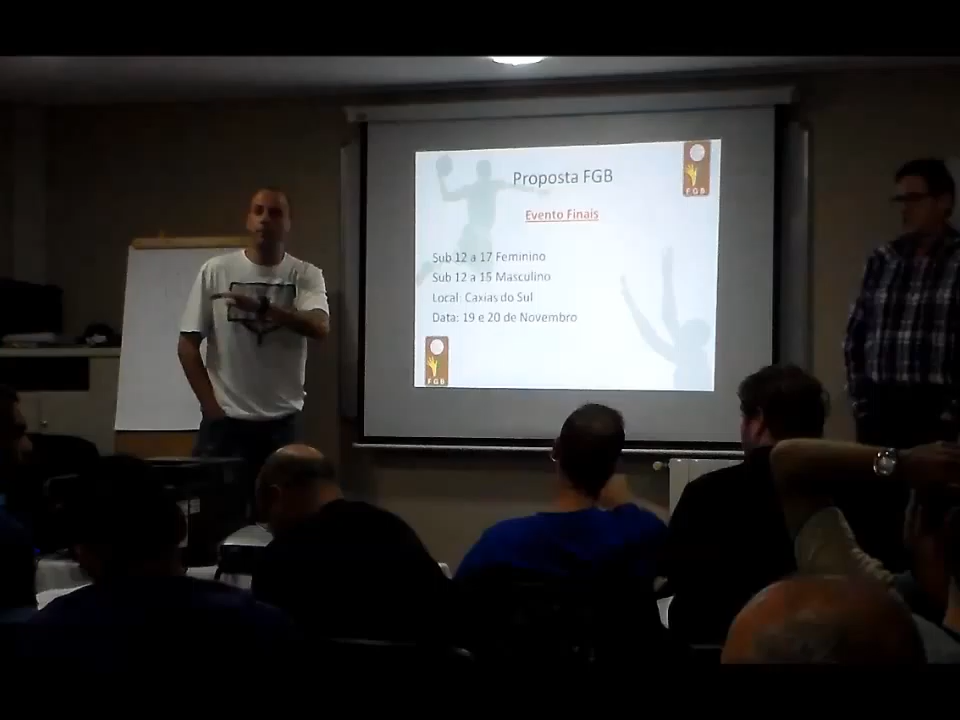 Proposta FGB
FGB
Evento Finais
Sub 12 a 17 Feminino
Sub 12 a 15 Masculino
Local: Caxias do Sul
Data: 19 e 20 de Novembro
FGB